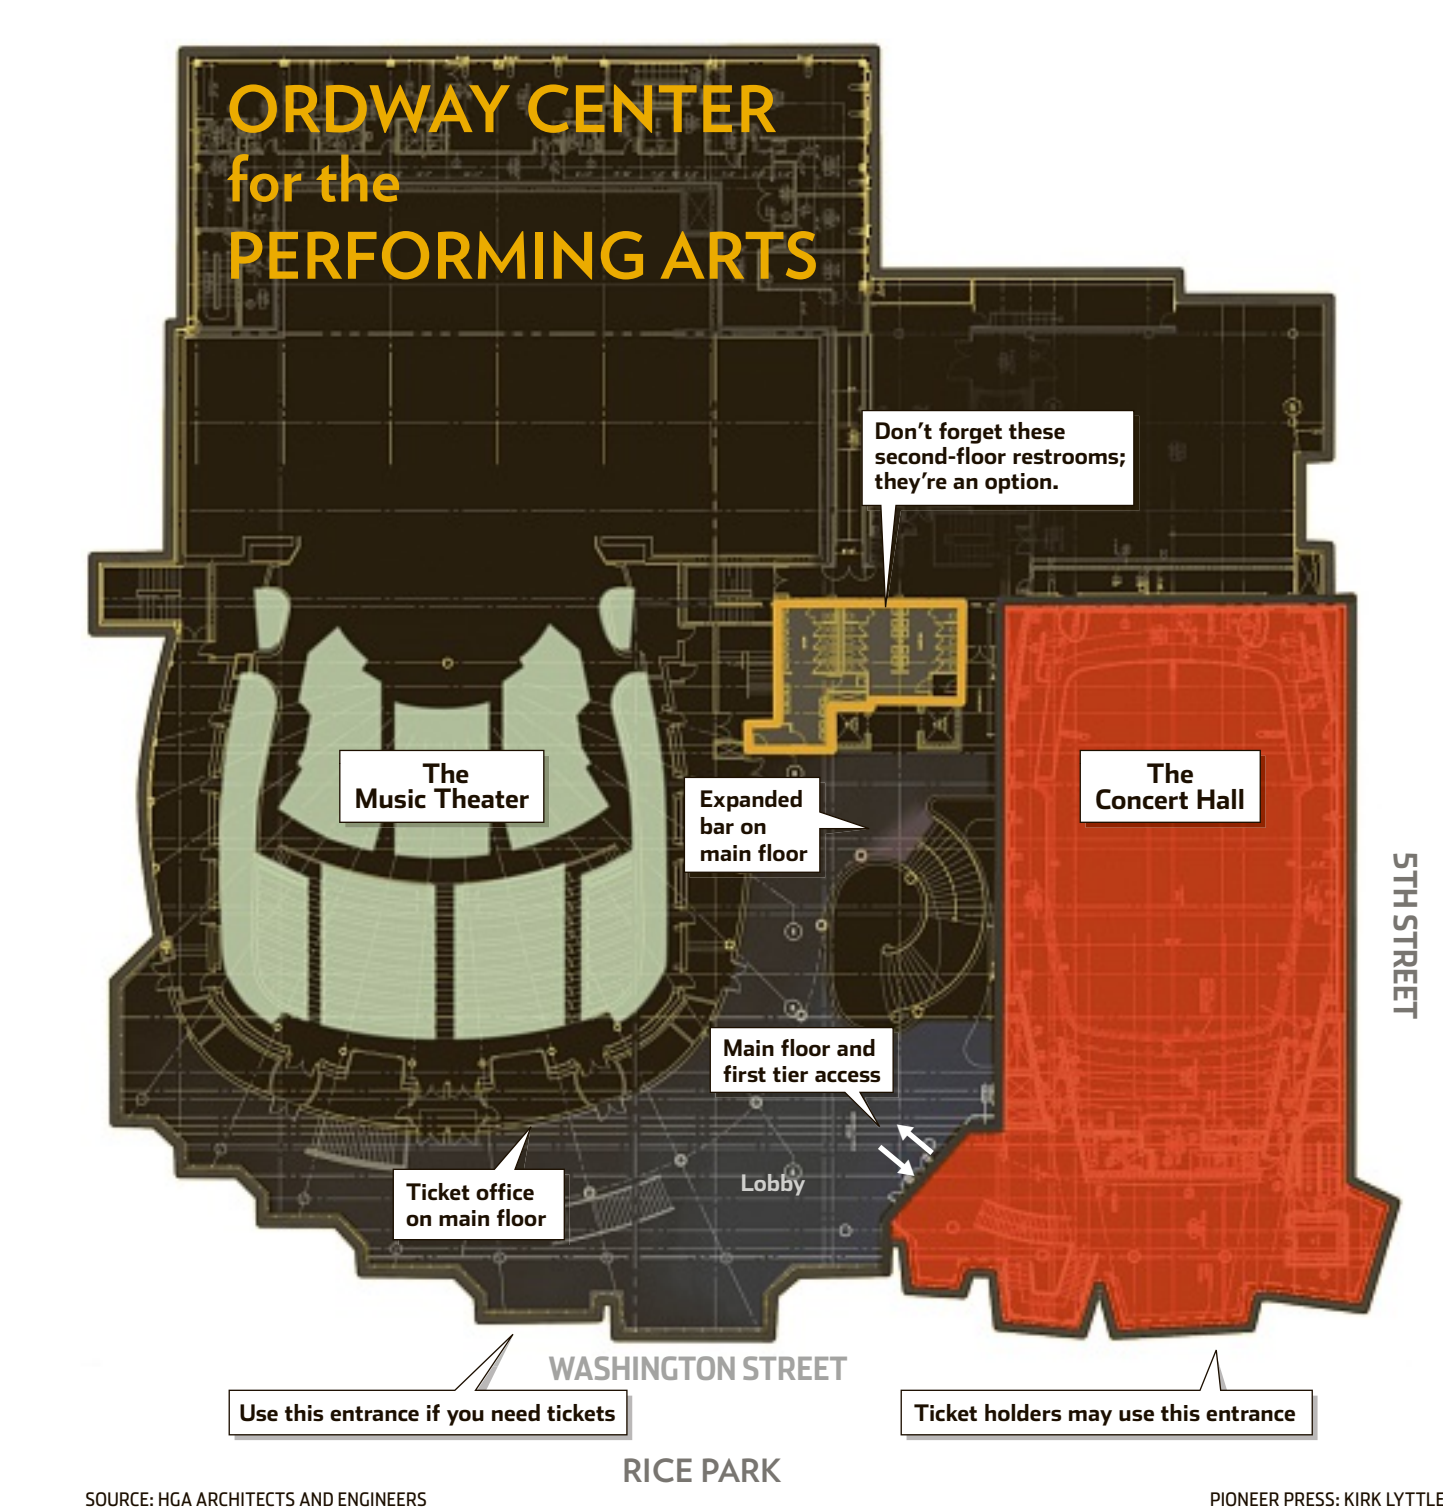 ORDWAY CENTER
for the
PERFORMING ARTS
Don't forget these
second-floor restrooms;
they're an option.
The
Music Theater
Expanded
bar on
main floor
The
Concert Hall
5TH STREET
Main floor and
first tier access
Lobby
Ticket office
on main floor
WASHINGTON STREET
Use this entrance if you need tickets
Ticket holders may use this entrance
RICE PARK
SOURCE: HGA ARCHITECTS AND ENGINEERS
PIONEER PRESS: KIRK LYTTLE